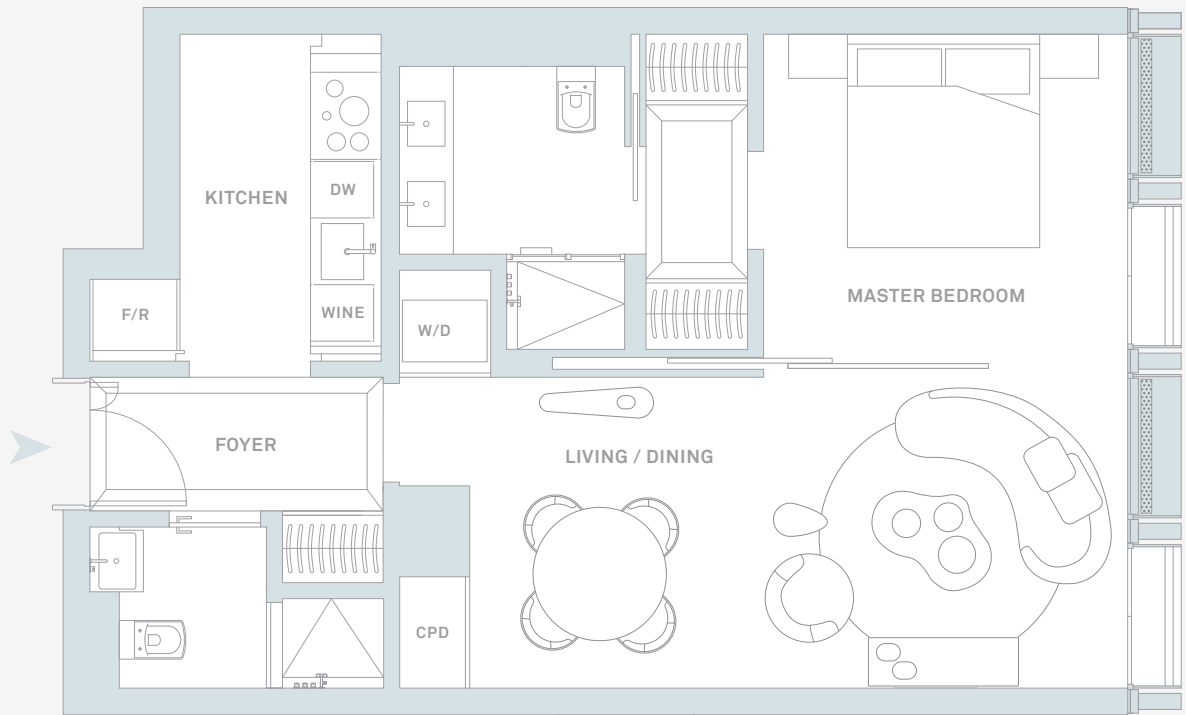 KITCHEN
DW
MASTER BEDROOM
F/R
WINE
W/D
FOYER
LIVING / DINING
CPD